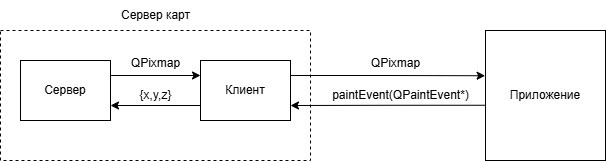 Сервер карт
QPixmap
QPixmap
Сервер
Клиент
Приложение
{x,y,z}
paintEvent(QPaintEvent*)